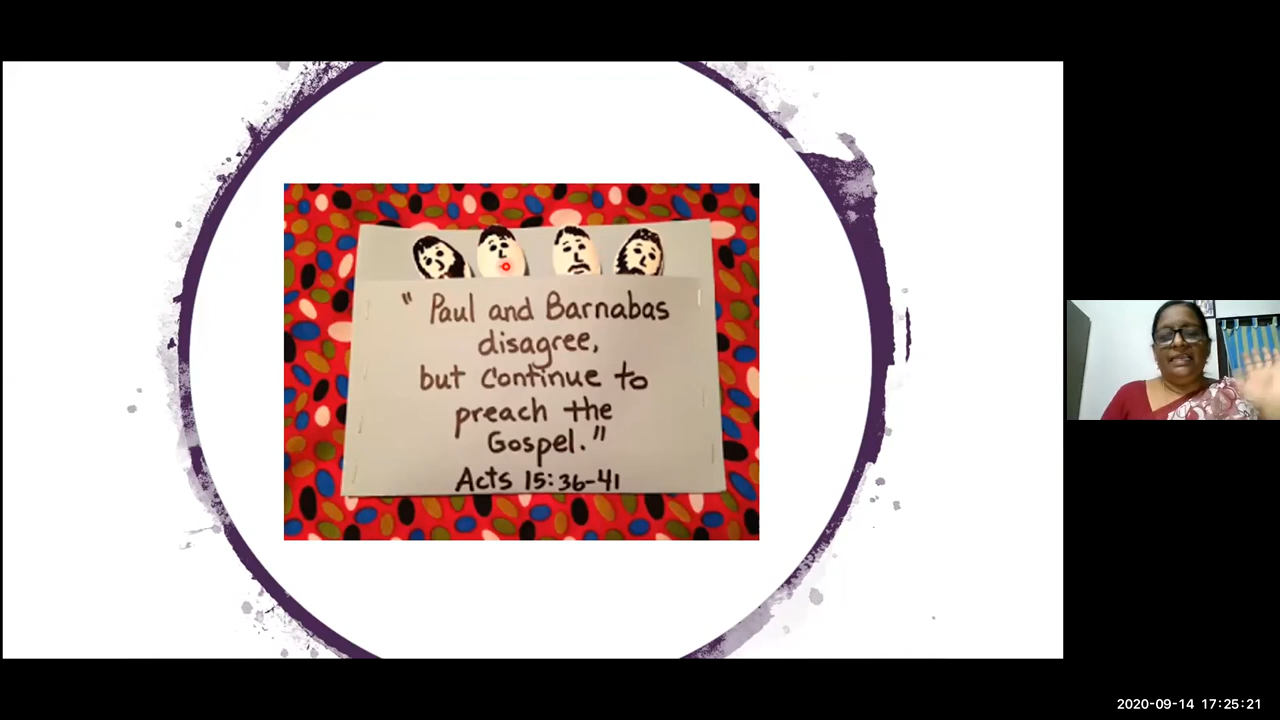 " Paul and Barnabas
disagree,
but continue to
preach the
Gospel."
Acts 15:36-41
2020-09-14 17:25:21